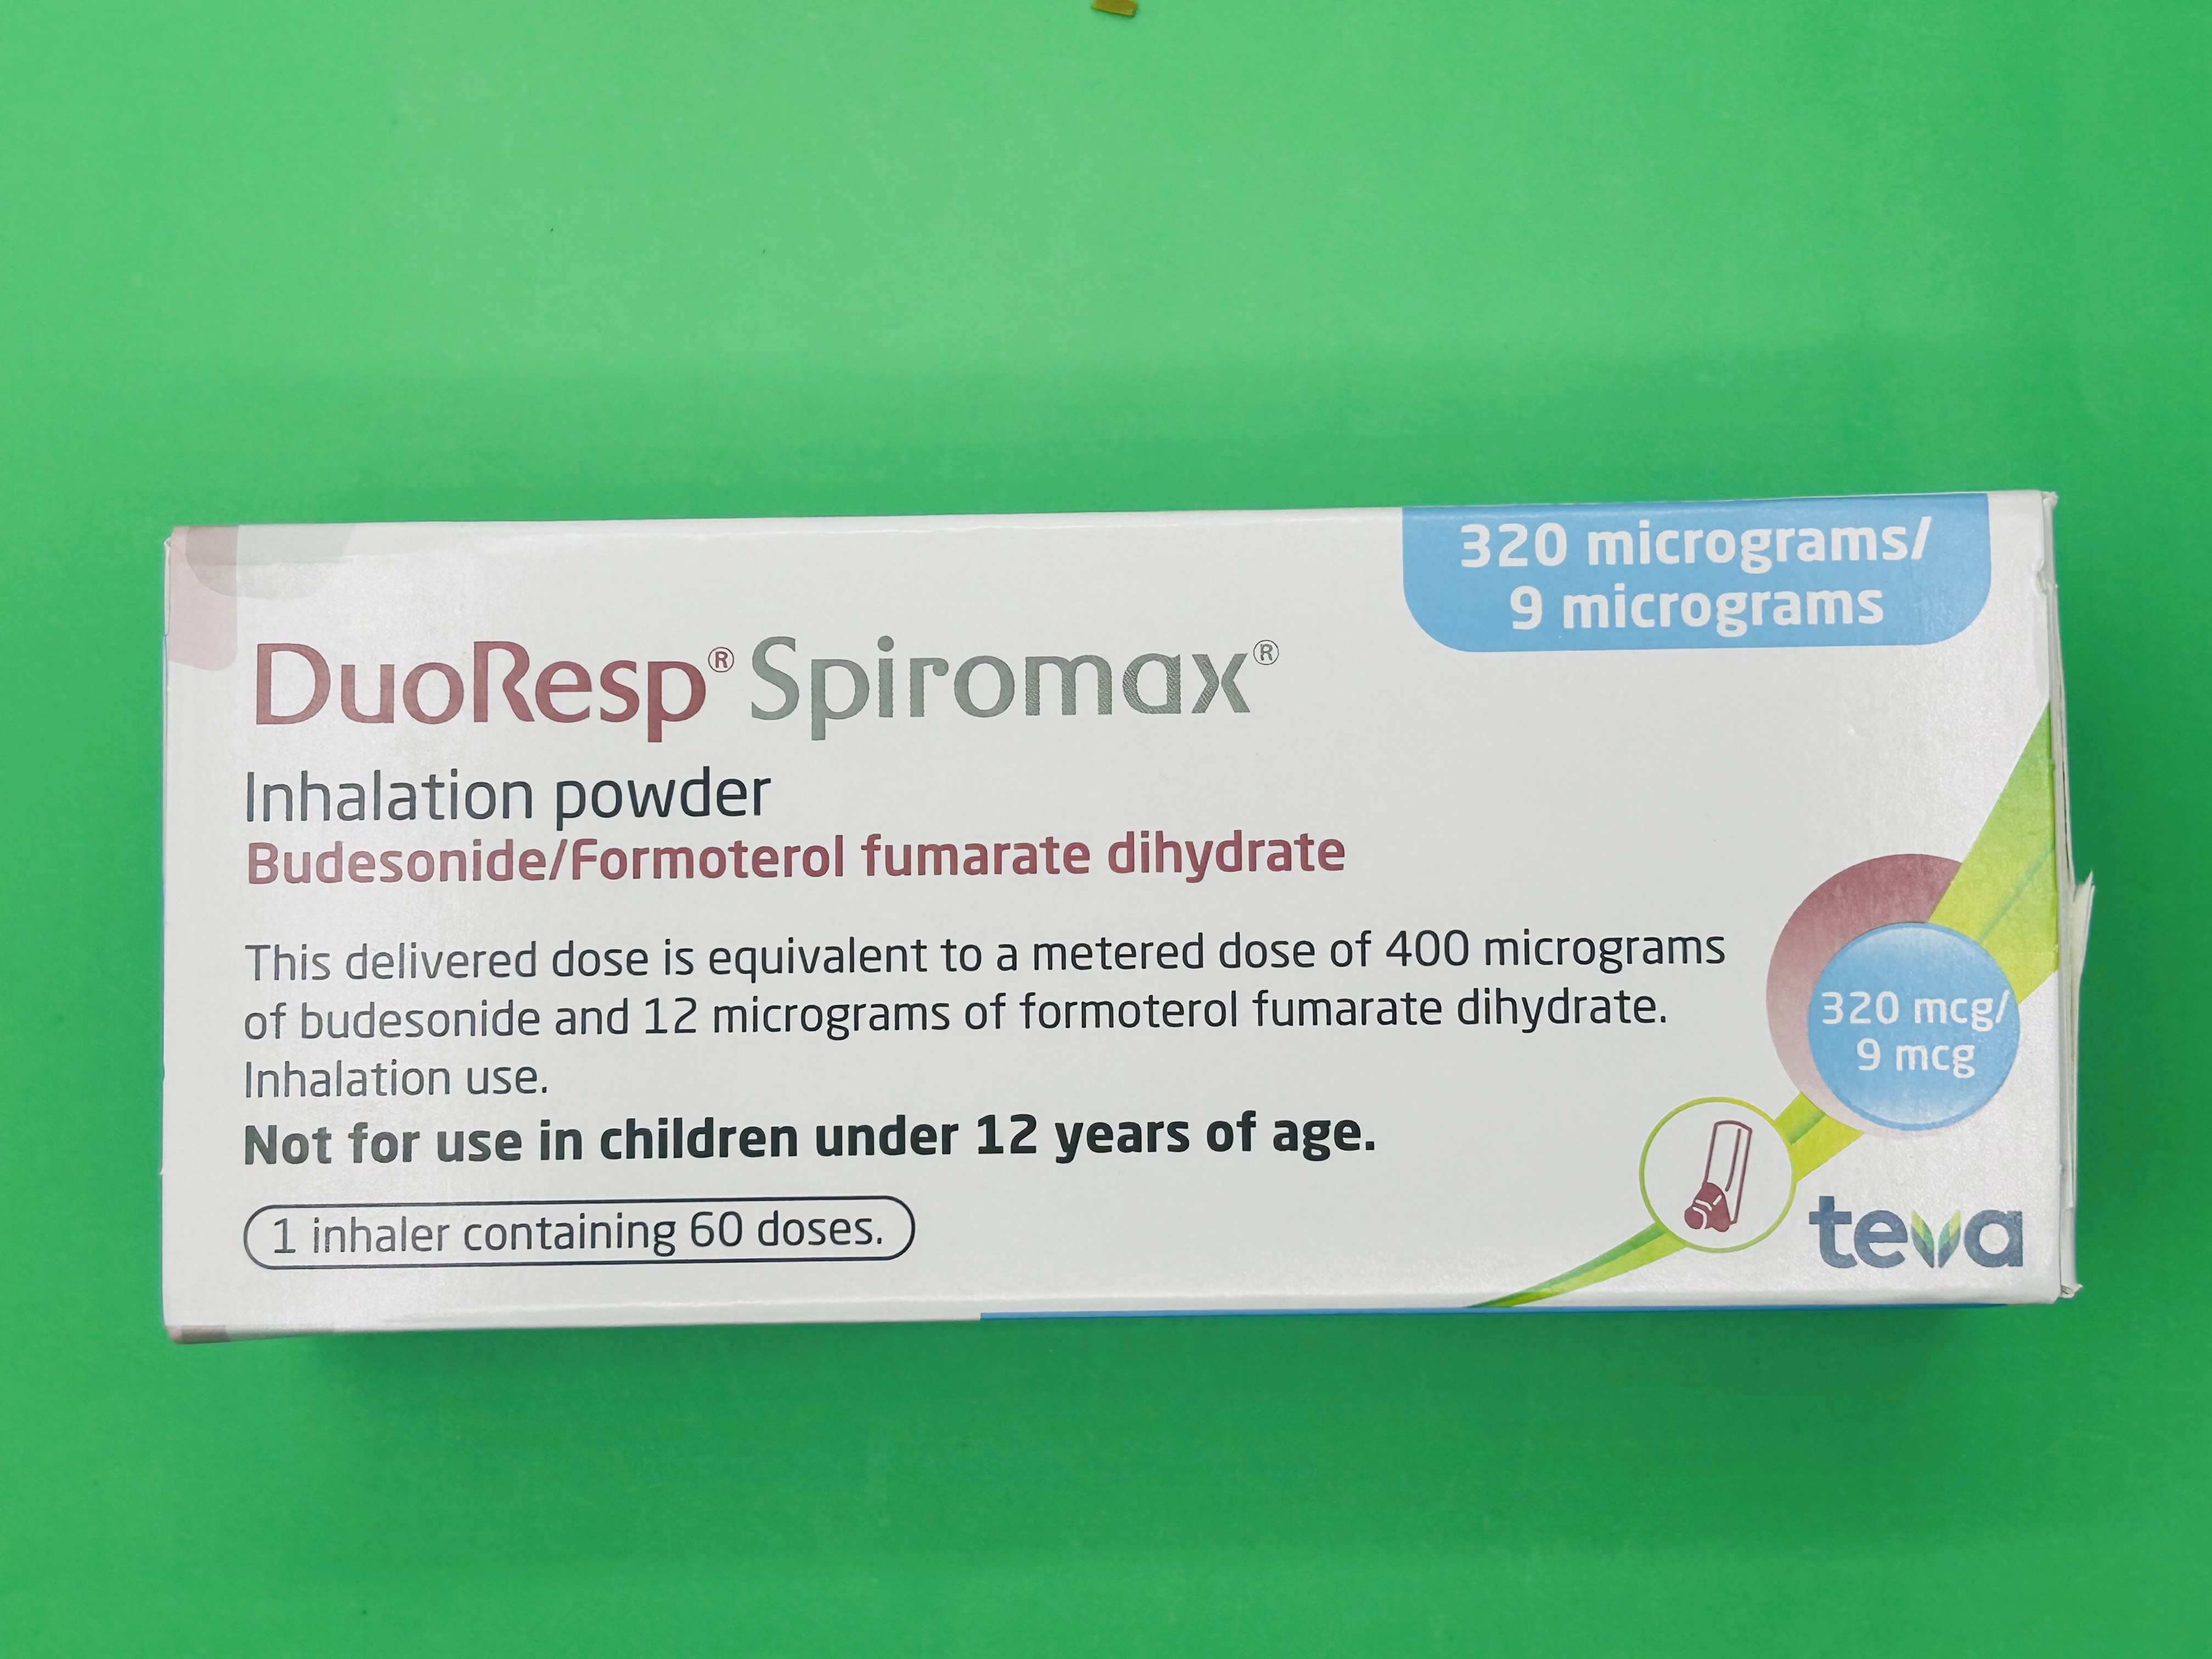 320 micrograms/
9 micrograms
DuoResp® Spiromax®
Inhalation powder
Budesonide/Formoterol fumarate dihydrate
This delivered dose is equivalent to a metered dose of 400 micrograms
of budesonide and 12 micrograms of formoterol fumarate dihydrate.
Inhalation use.
Not for use in children under 12 years of age.
1 inhaler containing 60 doses.
320 mcg/
9 mcg
teva